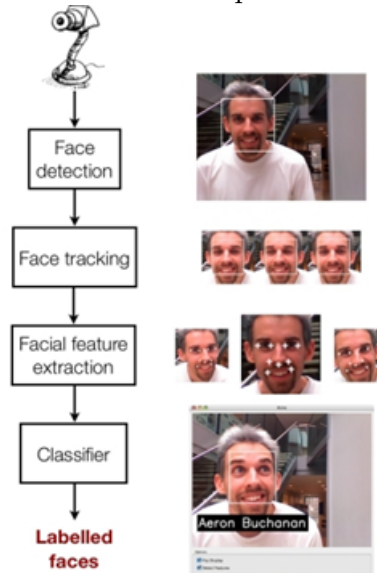 Face
detection
Face tracking
Facial feature
extraction
Classifier
Aeron Buchanan
Labelled
faces